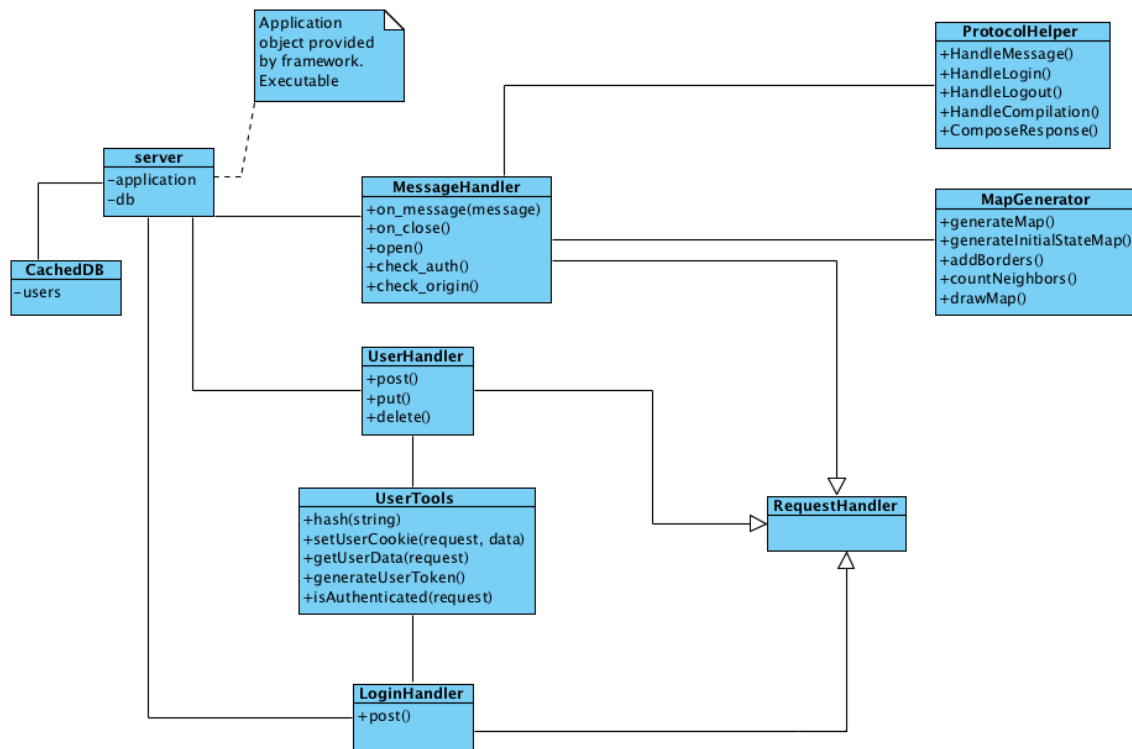 Application
object provided
by framework.
Executable
ProtocolHelper
+HandleMessage()
+HandleLogin()
+HandleLogout()
+HandleCompilation()
+ComposeResponse()
server
-application
-db
MessageHandler
+on_message(message)
+on_close()
+open()
+check_auth()
+check_origin()
MapGenerator
+generateMap()
+generateInitialStateMap()
+addBorders()
+countNeighbors()
+drawMap()
CachedDB
-users
UserHandler
+post()
+put()
+delete()
UserTools
+hash(string)
+setUserCookie(request, data)
+getUserData(request)
+generateUserToken()
+isAuthenticated(request)
RequestHandler
LoginHandler
+post()